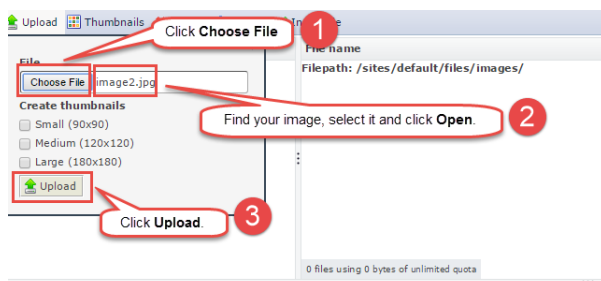 Upload Thumbnails
Click Choose File
1
File
File name
Choose File image2.jpg
Filepath: /sites/default/files/images/
Create thumbnails
Small (90x90)
Medium (120x120)
Large (180x180)
Find your image, select it and click Open.
2
Upload
Click Upload.
3
0 files using 0 bytes of unlimited quota